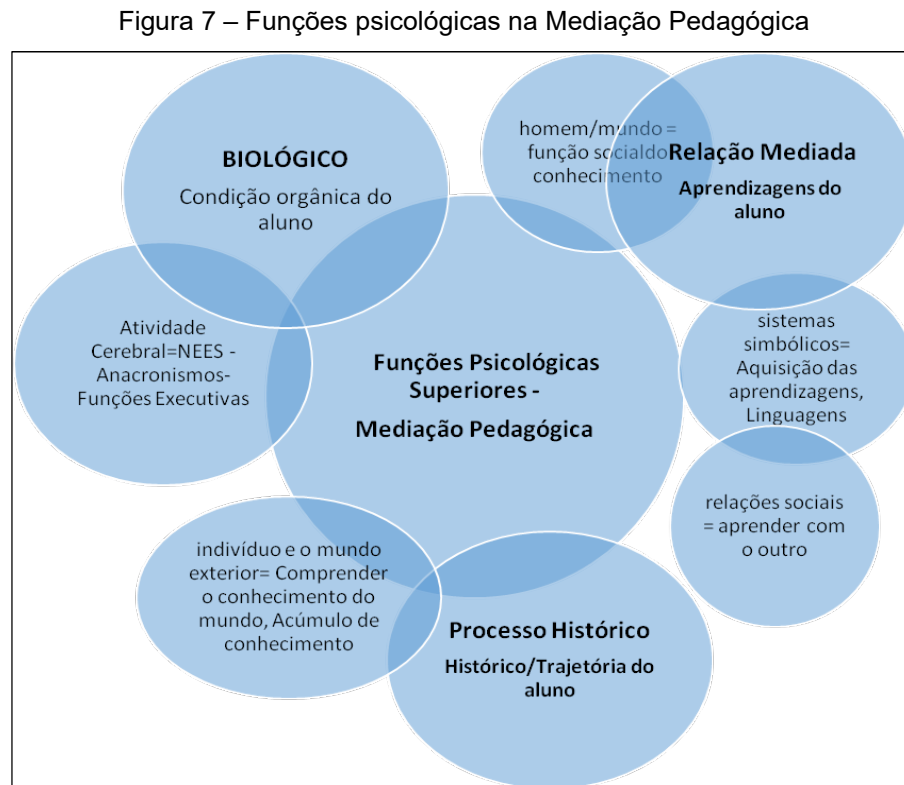 Figura 7 – Funções psicológicas na Mediação Pedagógica
BIOLÓGICO
Condição orgânica do
aluno
homem/mundo =
função socialdo
conhecimento
Relação Mediada
Aprendizagens do
aluno
Atividade
Cerebral=NEES -
Anacronismos-
Funções Executivas
Funções Psicológicas
Superiores -
Mediação Pedagógica
sistemas
simbólicos=
Aquisição das
aprendizagens,
Linguagens
relações sociais
= aprender com
o outro
indivíduo e o mundo
exterior= Comprender
o conhecimento do
mundo, Acúmulo de
conhecimento
Processo Histórico
Histórico/Trajetória do
aluno